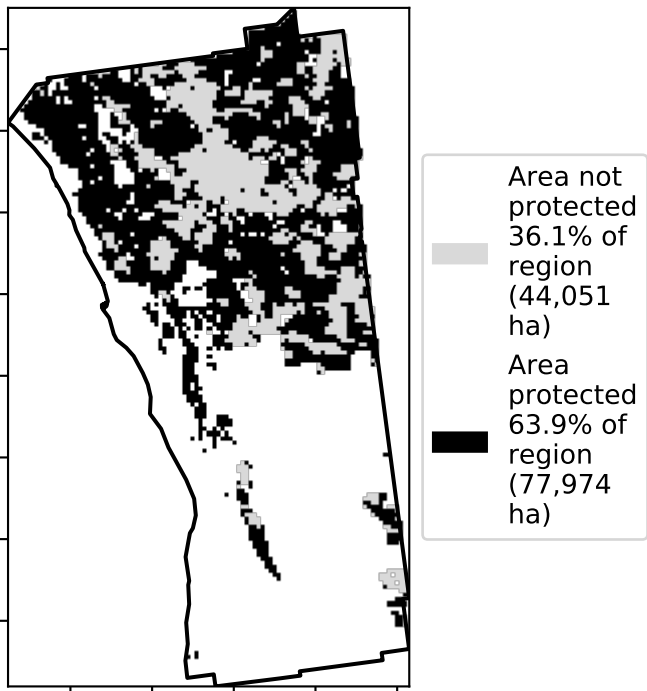 Area not
protected
36.1% of
region
(44,051
ha)
Area
protected
63.9% of
region
(77,974
ha)